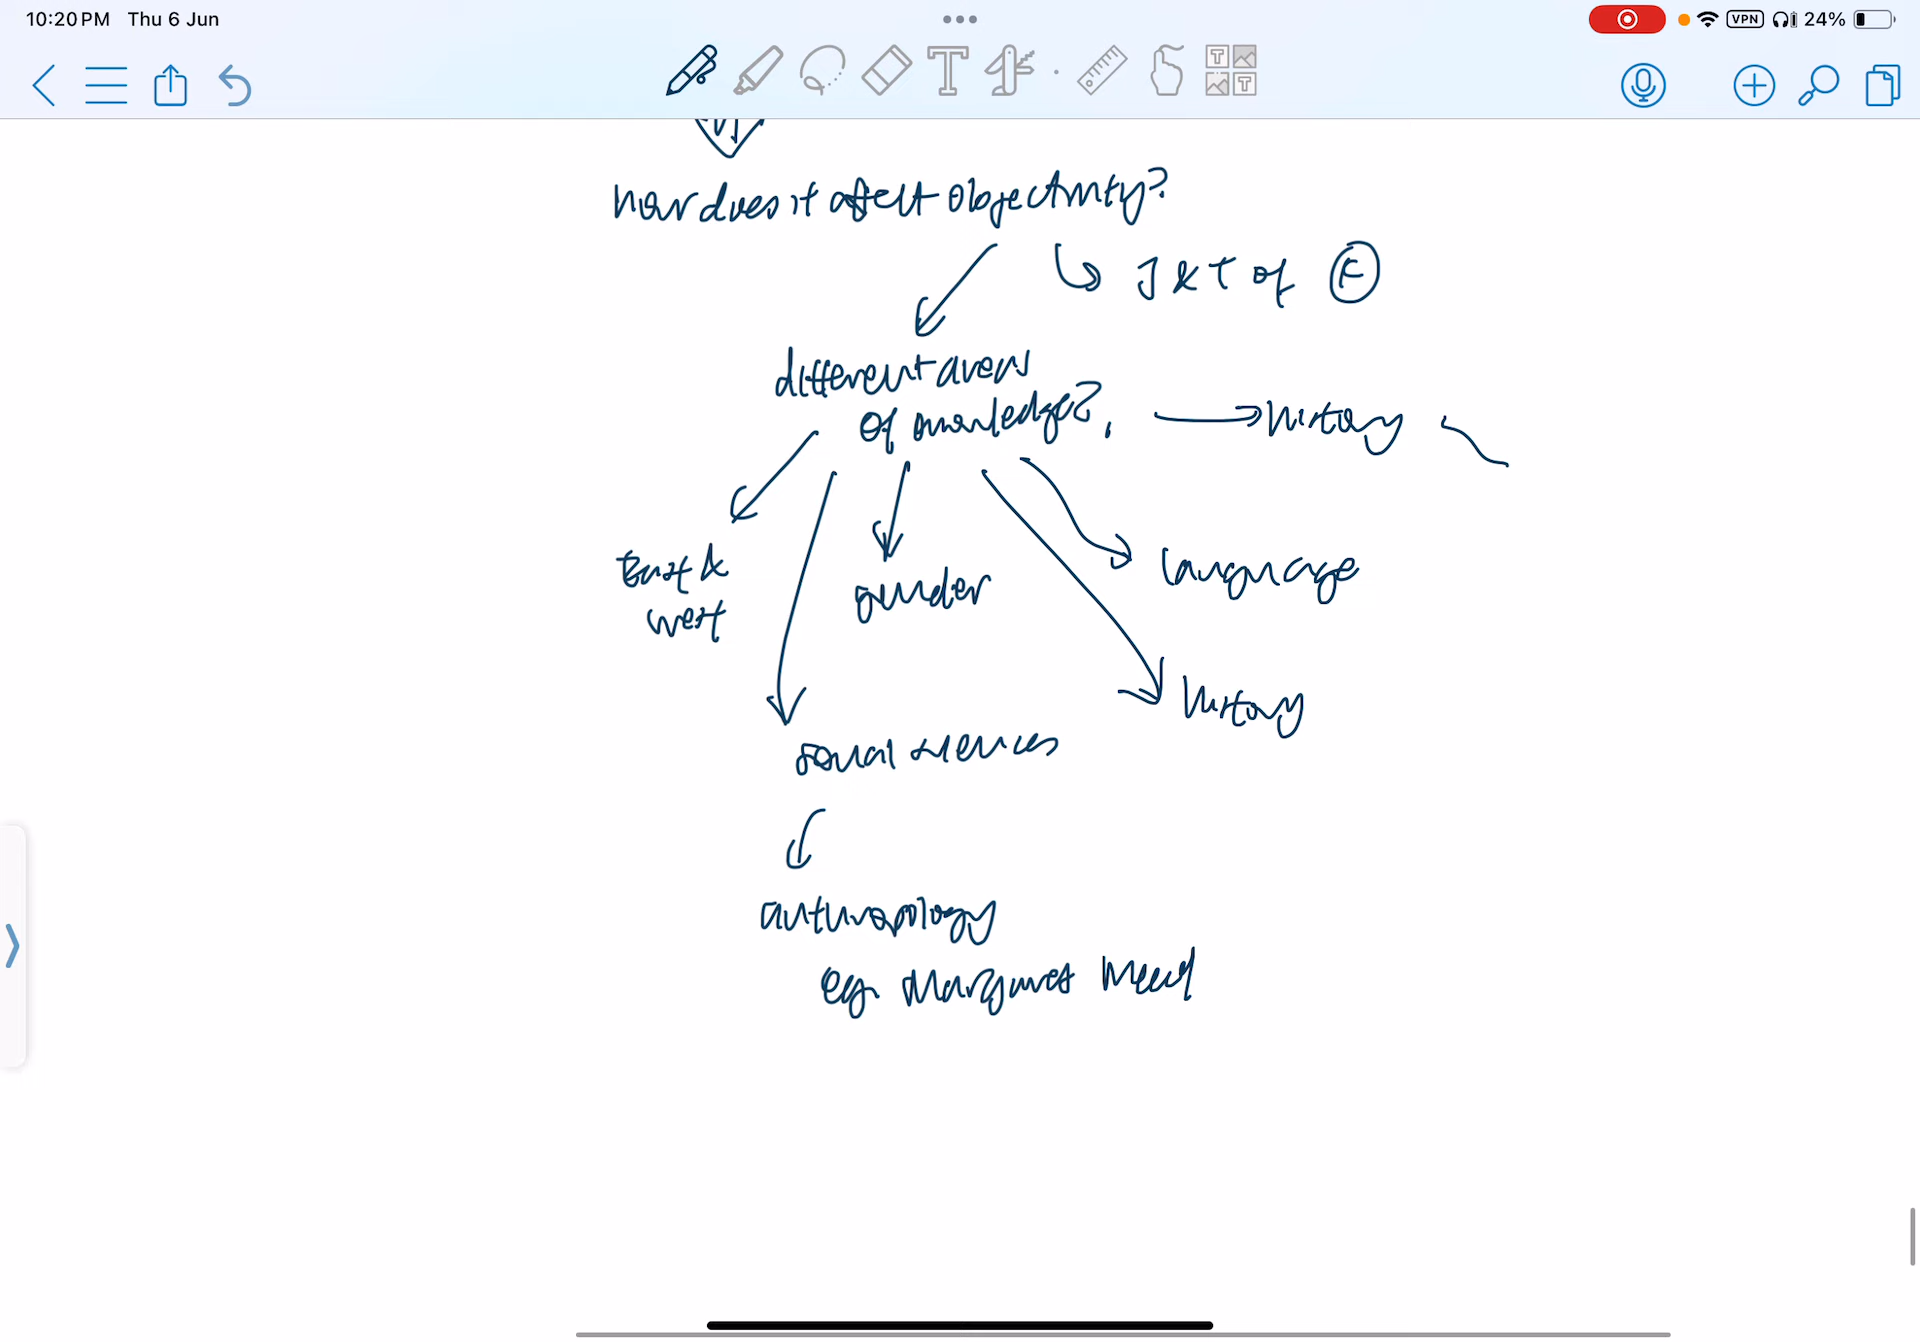 10:20 PM Thu 6 Jun
VPN 24%
how does it affect objectivity?
J & T of K
different areas
of knowledge?, history
East &
west
gender
language
history
social sciences
anthropology
eg. Margaret Mead